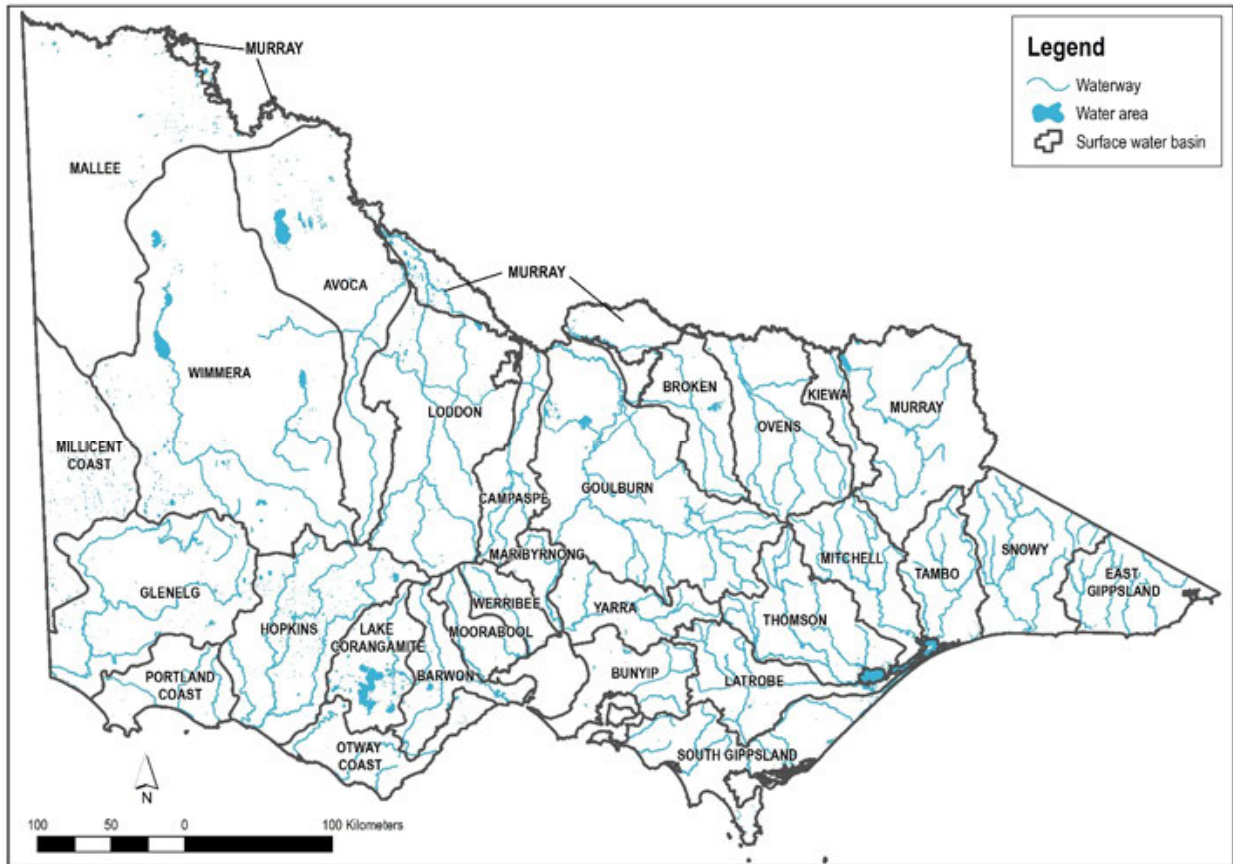 MURRAY
Legend
Waterway
Water area
Surface water basin
MALLEE
MURRAY
AVOCA
WIMMERA
BROKEN
KIEWA
MURRAY
LODDON
OVENS
MILLICENT
COAST
CAMPASPE
GOULBURN
MARIBYRNONG
MITCHELL
SNOWY
TAMBO
EAST
GIPPSLAND
GLENELG
WERRIBEE
YARRA
THOMSON
HOPKINS
LAKE
CORANGAMITE
MOORABOOL
PORTLAND
COAST
BARWON
BUNYIP
LATROBE
OTWAY
COAST
SOUTH GIPPSLAND
N
100 50 0 100 Kilometers